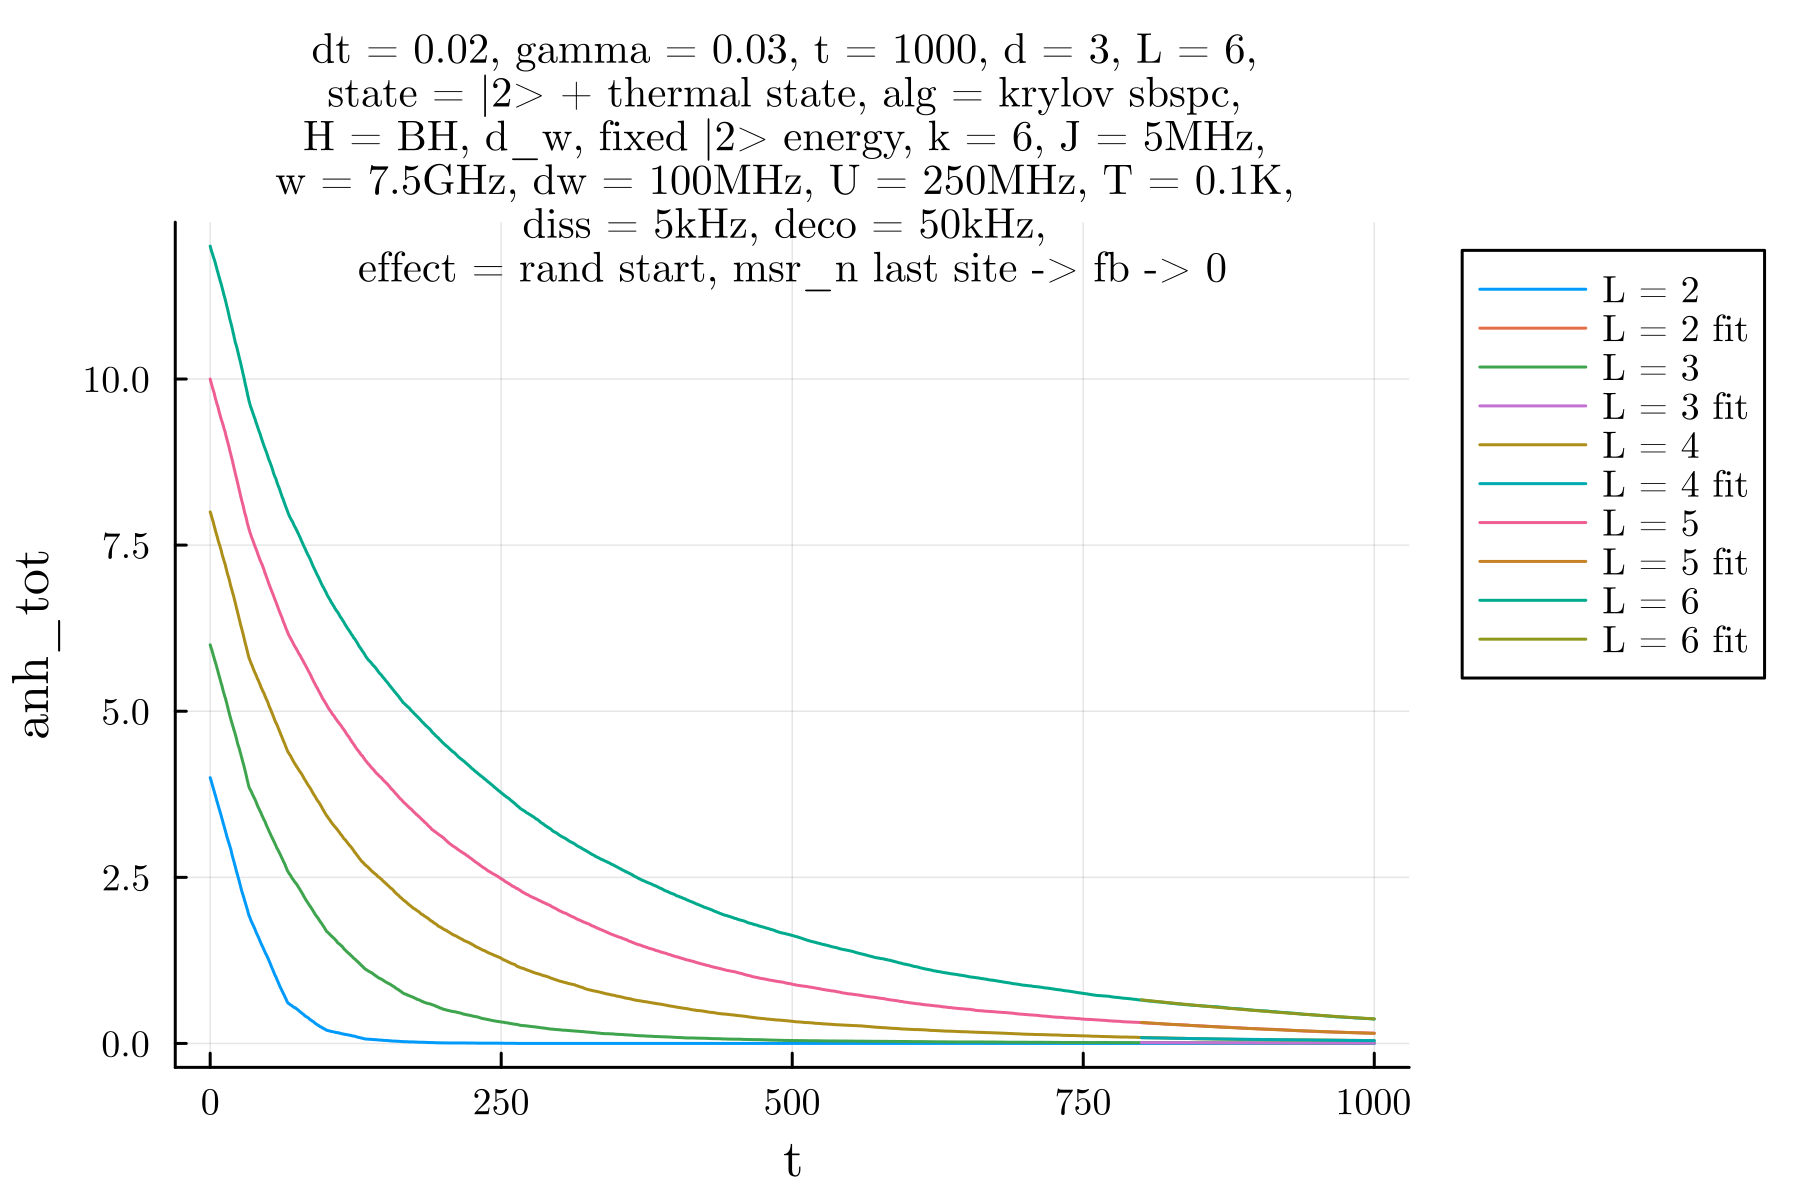 dt = 0.02, gamma = 0.03, t = 1000, d = 3, L = 6,
state = |2> + thermal state, alg = krylov sbspc,
H = BH, d_w, fixed |2> energy, k = 6, J = 5MHz,
w = 7.5GHz, dw = 100MHz, U = 250MHz, T = 0.1K,
diss = 5kHz, deco = 50kHz,
effect = rand start, msr_n last site -> fb -> 0
anh_tot
10.0
7.5
5.0
2.5
0.0
0 250 500 750 1000
t
L = 2
L = 2 fit
L = 3
L = 3 fit
L = 4
L = 4 fit
L = 5
L = 5 fit
L = 6
L = 6 fit